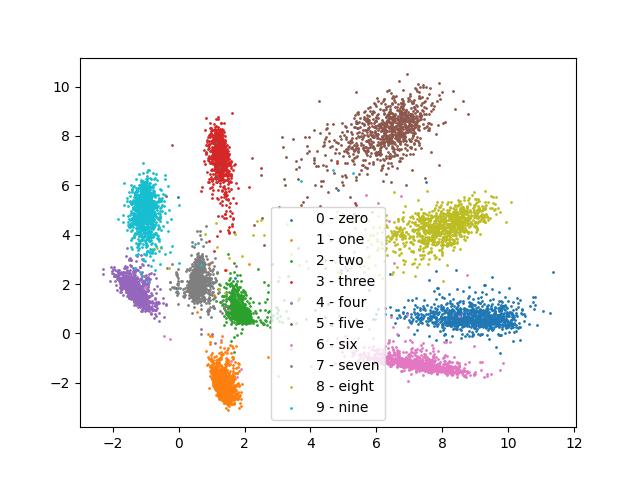 10
8
6
4
2
0
−2
0 - zero
1 - one
2 - two
3 - three
4 - four
5 - five
6 - six
7 - seven
8 - eight
9 - nine
−2 0 2 4 6 8 10 12